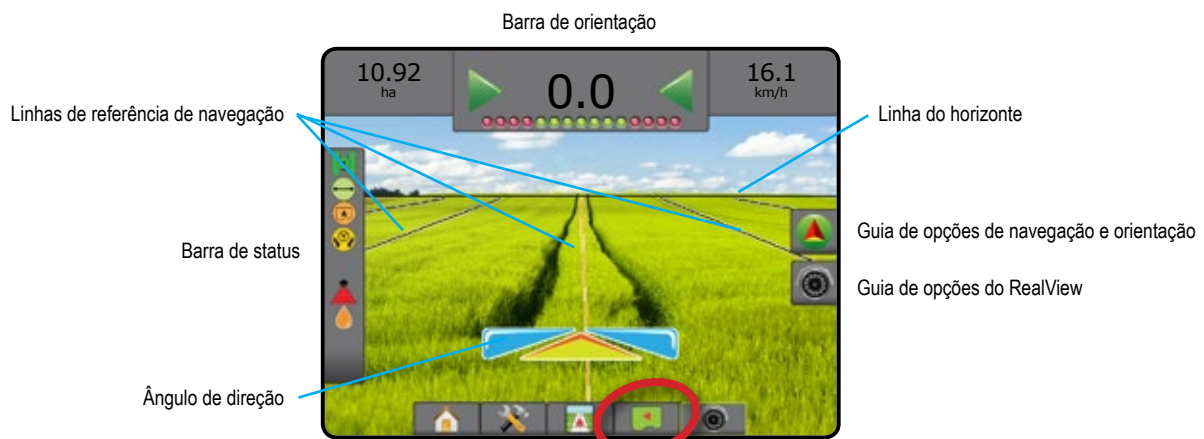 Barra de orientação
10.92
ha
0.0
16.1
km/h
Linhas de referência de navegação
Linha do horizonte
Barra de status
Guia de opções de navegação e orientação
Guia de opções do RealView
Ângulo de direção